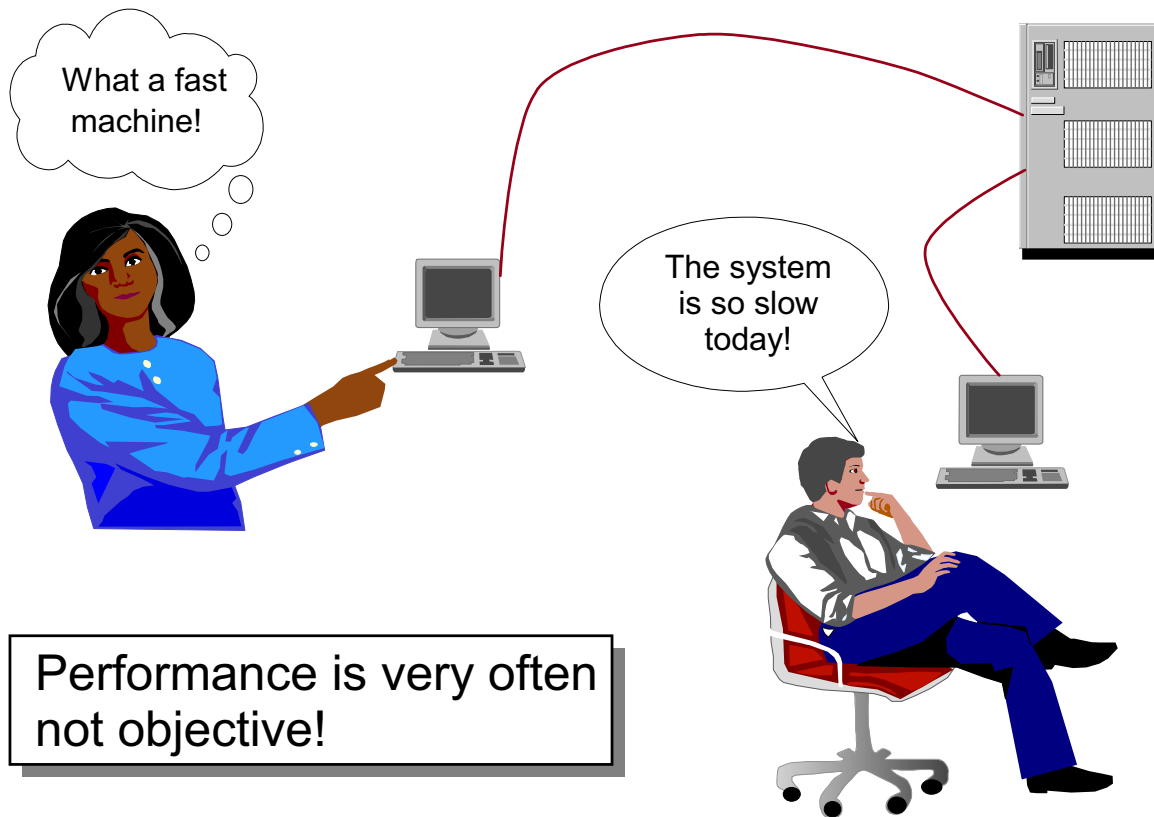 What a fast
machine!
The system
is so slow
today!
Performance is very often
not objective!